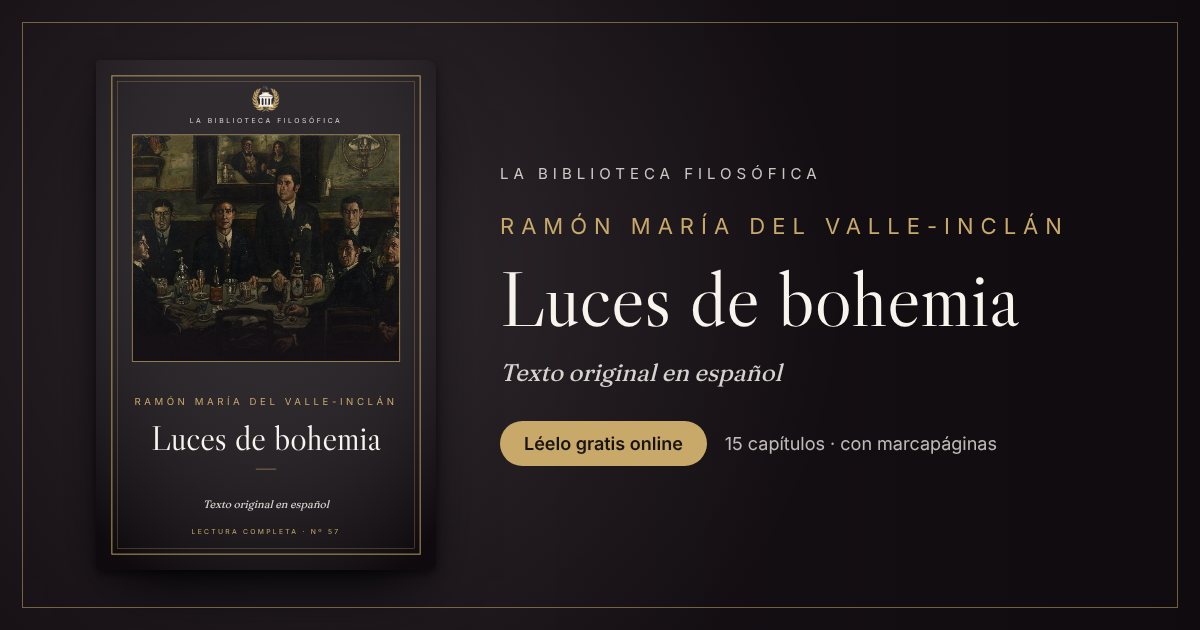 LA BIBLIOTECA FILOSÓFICA
RAMÓN MARÍA DEL VALLE-INCLÁN
Luces de bohemia
Texto original en español
LECTURA COMPLETA · Nº 57
LA BIBLIOTECA FILOSÓFICA
RAMÓN MARÍA DEL VALLE-INCLÁN
Luces de bohemia
Texto original en español
Léelo gratis online
15 capítulos · con marcapáginas